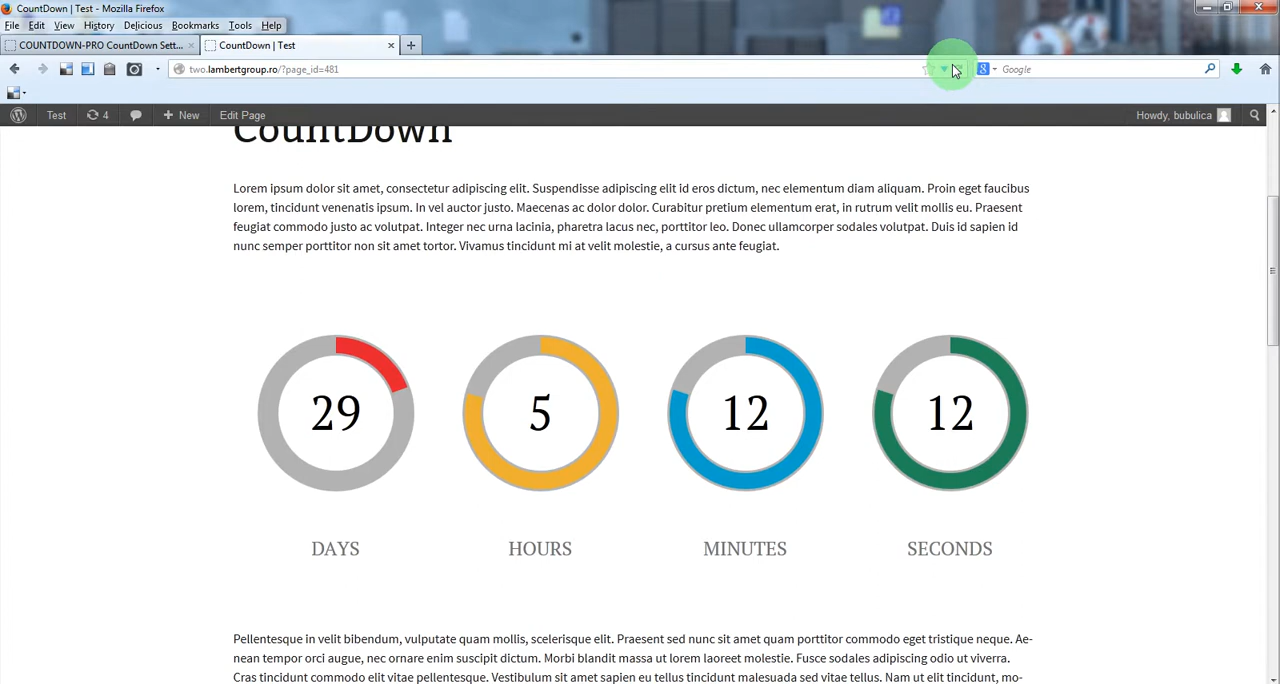 CountDown | Test - Mozilla Firefox
File Edit View History Delicious Bookmarks Tools Help
COUNTDOWN-PRO CountDown Sett... × CountDown | Test × +
two.lambertgroup.ro/?page_id=481 Google
Test 4 + New Edit Page Howdy, bubulica
CountDown
Lorem ipsum dolor sit amet, consectetur adipiscing elit. Suspendisse adipiscing elit id eros dictum, nec elementum diam aliquam. Proin eget faucibus
lorem, tincidunt venenatis ipsum. In vel auctor justo. Maecenas ac dolor dolor. Curabitur pretium elementum erat, in rutrum velit mollis eu. Praesent
feugiat commodo justo ac volutpat. Integer nec urna lacinia, pharetra lacus nec, porttitor leo. Donec ullamcorper sodales volutpat. Duis id sapien id
nunc semper porttitor non sit amet tortor. Vivamus tincidunt mi at velit molestie, a cursus ante feugiat.
29 5 12 12
DAYS HOURS MINUTES SECONDS
Pellentesque in velit bibendum, vulputate quam mollis, scelerisque elit. Praesent sed nunc sit amet quam porttitor commodo eget tristique neque. Ae-
nean tempor orci augue, nec ornare enim suscipit dictum. Morbi blandit massa ut lorem laoreet molestie. Fusce sodales adipiscing odio ut viverra.
Cras tincidunt commodo elit vitae pellentesque. Vestibulum sit amet sapien eu tellus tincidunt malesuada sed vitae tellus. Nam ut elit tincidunt, mo-